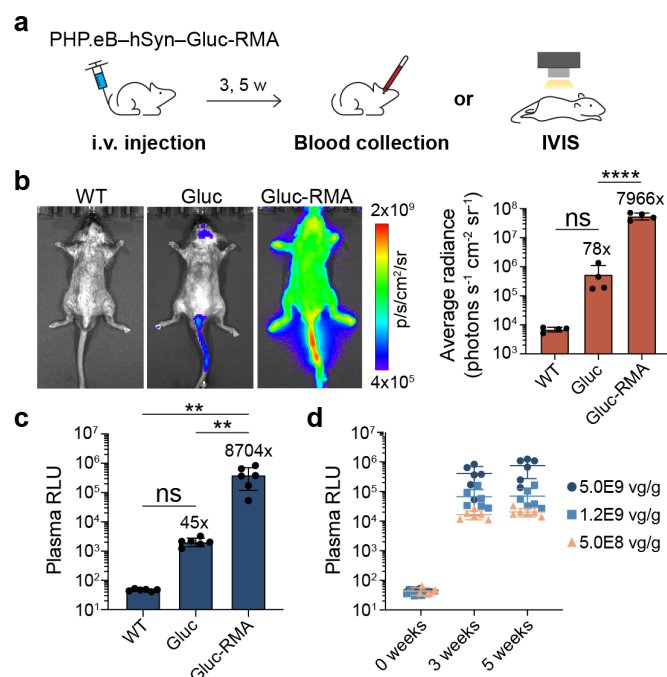 a
PHP.eB–hSyn–Gluc-RMA
3, 5 w
or
i.v. injection
Blood collection
IVIS
b
WT
Gluc
Gluc-RMA
2x10⁹
p/s/cm²/sr
4x10⁵
Average radiance
(photons s⁻¹ cm⁻² sr⁻¹)
10⁸
10⁷
10⁶
10⁵
10⁴
10³
ns
78x
****
7966x
WT
Gluc
Gluc-RMA
c
Plasma RLU
10⁷
10⁶
10⁵
10⁴
10³
10²
10¹
**
**
8704x
ns
45x
WT
Gluc
Gluc-RMA
d
Plasma RLU
10⁷
10⁶
10⁵
10⁴
10³
10²
10¹
0 weeks
3 weeks
5 weeks
5.0E9 vg/g
1.2E9 vg/g
5.0E8 vg/g